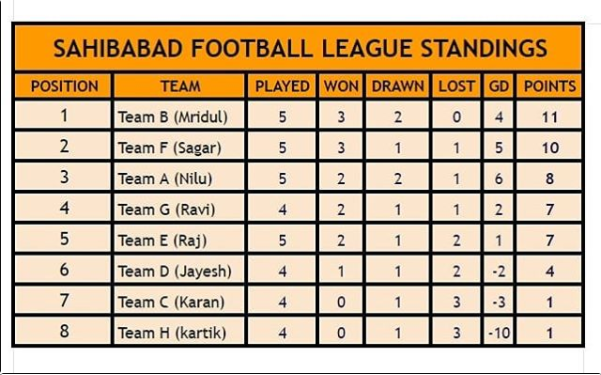 SAHIBABAD FOOTBALL LEAGUE STANDINGS
POSITION TEAM PLAYED WON DRAWN LOST GD POINTS
1 Team B (Mridul) 5 3 2 0 4 11
2 Team F (Sagar) 5 3 1 1 5 10
3 Team A (Nilu) 5 2 2 1 6 8
4 Team G (Ravi) 4 2 1 1 2 7
5 Team E (Raj) 5 2 1 2 1 7
6 Team D (Jayesh) 4 1 1 2 -2 4
7 Team C (Karan) 4 0 1 3 -3 1
8 Team H (kartik) 4 0 1 3 -10 1